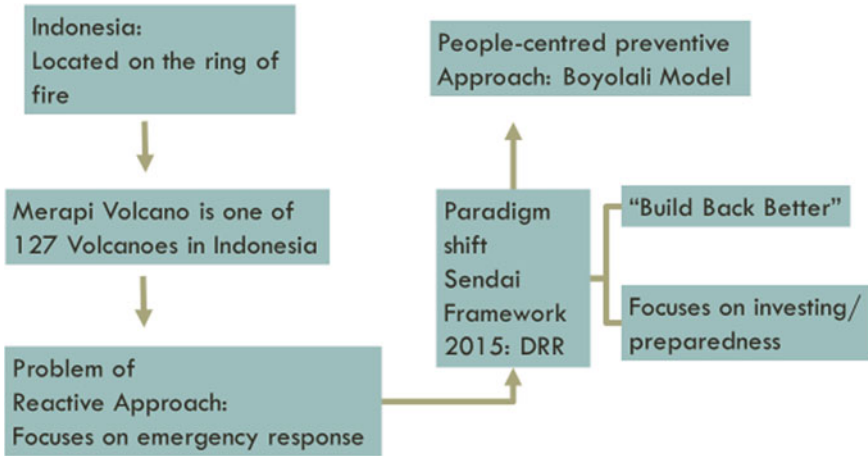 Indonesia:
Located on the ring of
fire
Merapi Volcano is one of
127 Volcanoes in Indonesia
Problem of
Reactive Approach:
Focuses on emergency response
Paradigm
shift
Sendai
Framework
2015: DRR
“Build Back Better”
Focuses on investing/
preparedness
People-centred preventive
Approach: Boyolali Model